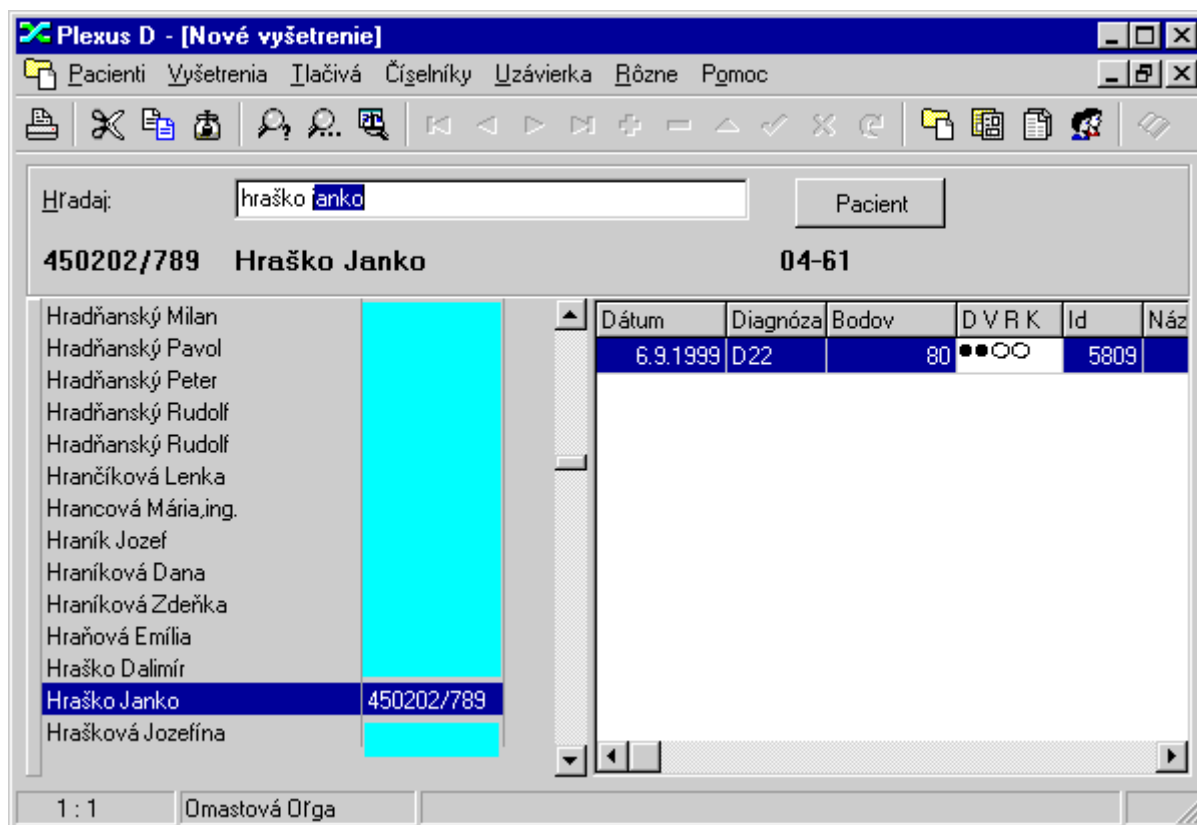 Plexus D - [Nové vyšetrenie]
Pacienti Vyšetrenia Tlačivá Číselníky Uzávierka Rôzne Pomoc
Hľadaj: hraško janko Pacient
450202/789 Hraško Janko 04-61
Dátum Diagnóza Bodov D V R K Id Náz
6.9.1999 D22 80 5809
Hradňanský Milan
Hradňanský Pavol
Hradňanský Peter
Hradňanský Rudolf
Hradňanský Rudolf
Hrančíková Lenka
Hrancová Mária,ing.
Hraník Jozef
Hraníková Dana
Hraníková Zdeňka
Hraňová Emília
Hraško Dalimír
Hraško Janko 450202/789
Hrašková Jozefína
1 : 1 Omastová Oľga